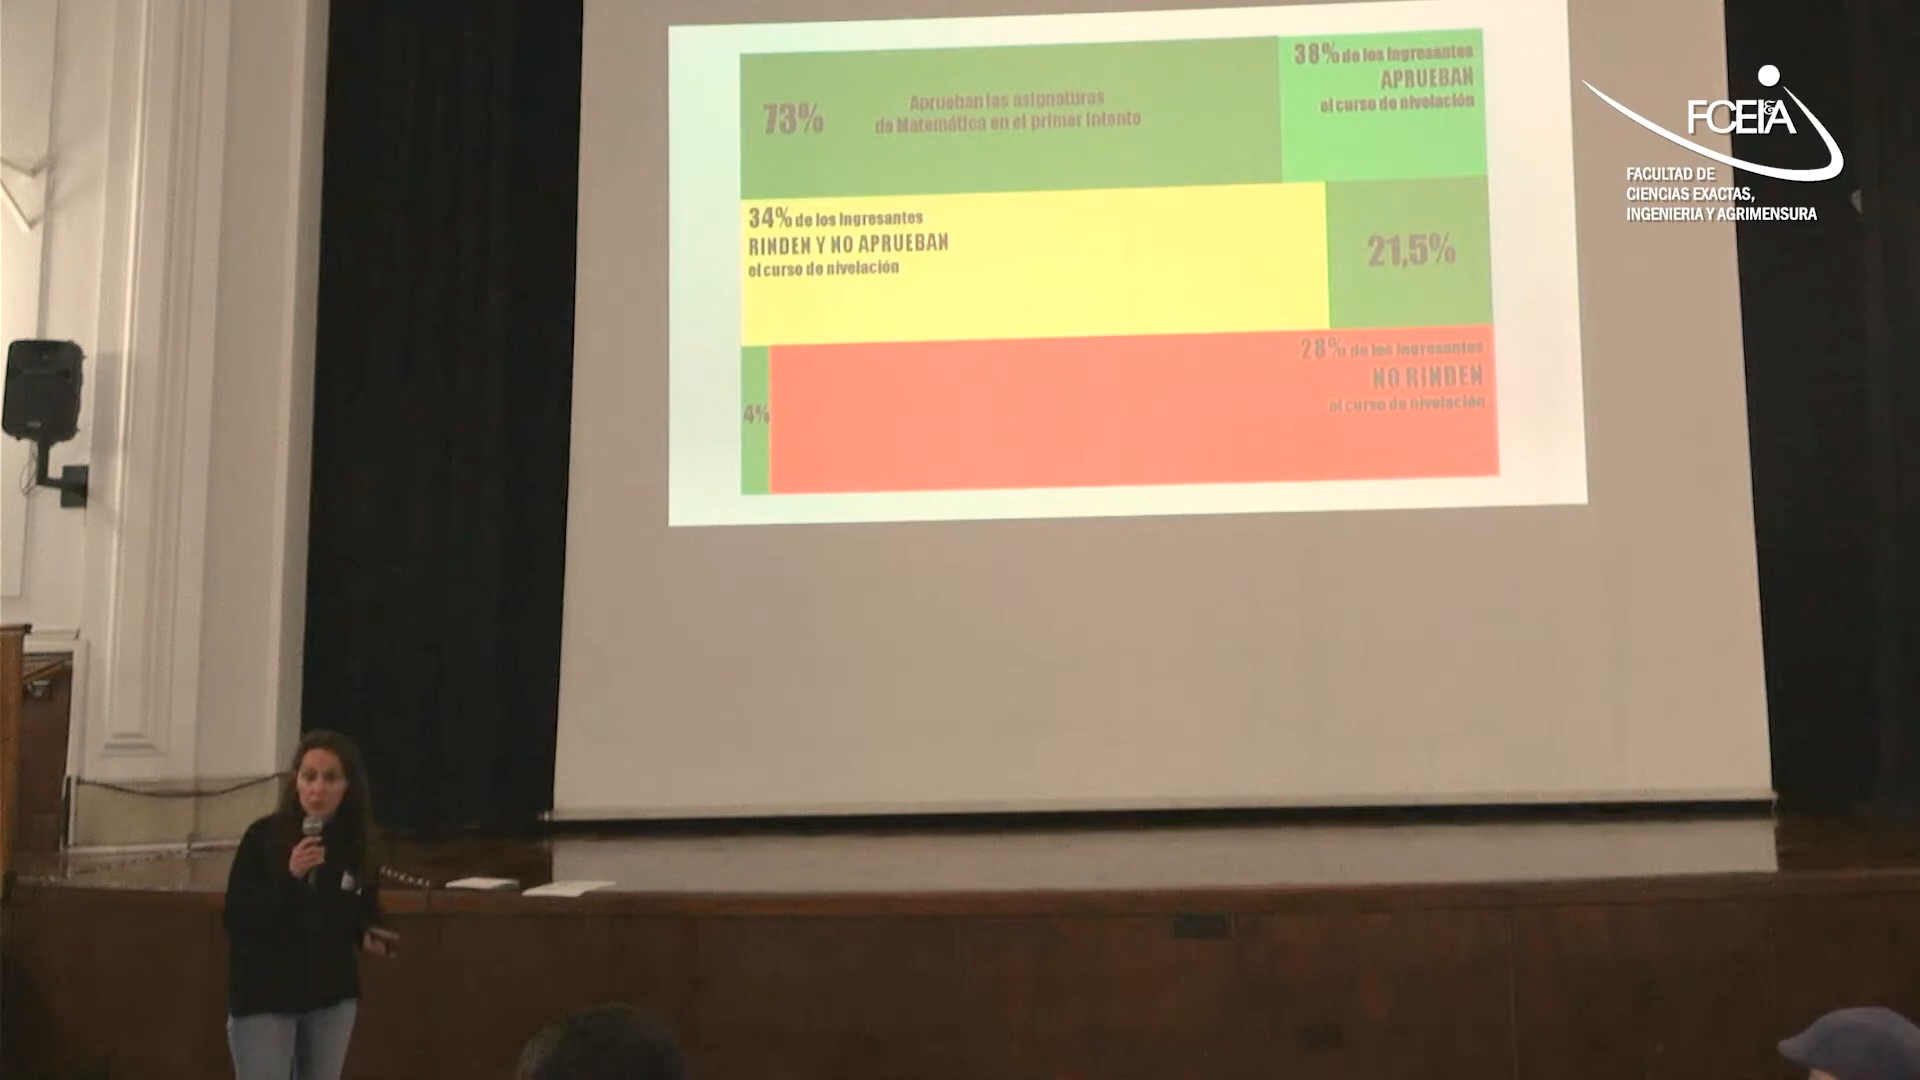 73%
Aprueban las asignaturas
de Matemática en el primer intento
38% de los ingresantes
APRUEBAN
el curso de nivelación
34% de los ingresantes
RINDEN Y NO APRUEBAN
el curso de nivelación
21,5%
4%
28% de los ingresantes
NO RINDEN
el curso de nivelación
FCEI&A
FACULTAD DE
CIENCIAS EXACTAS,
INGENIERIA Y AGRIMENSURA